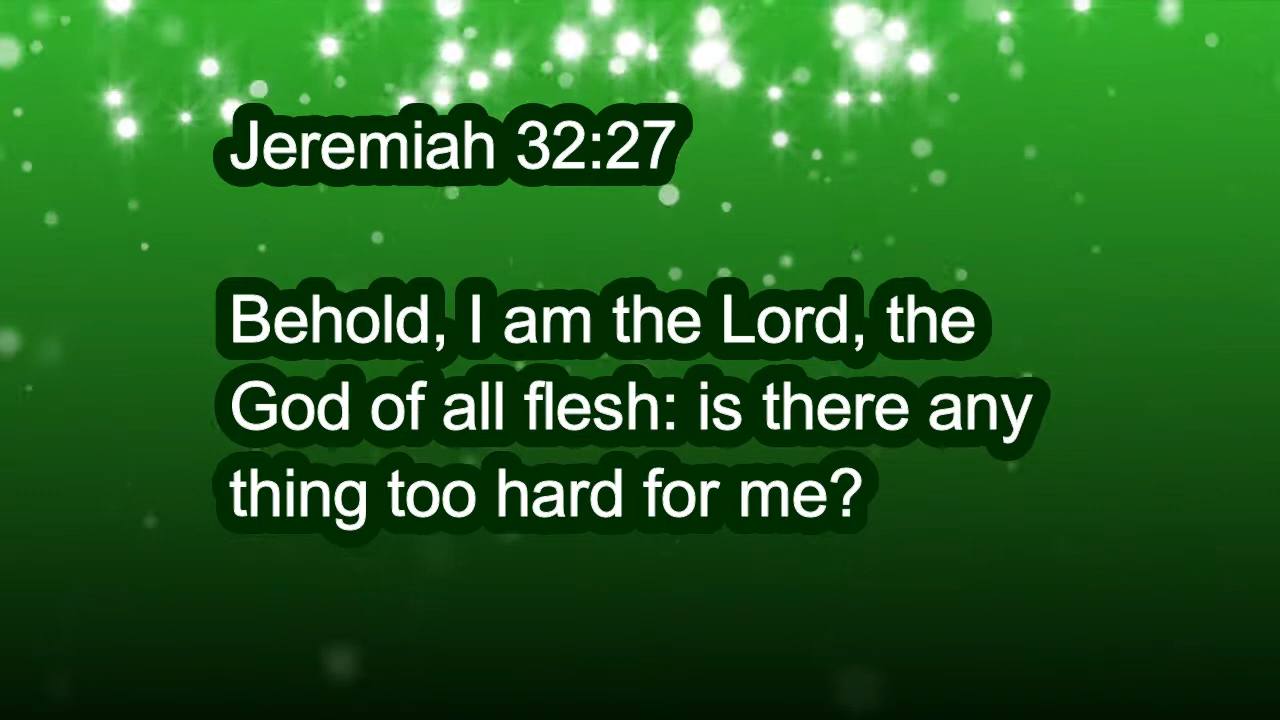 Jeremiah 32:27
Behold, I am the Lord, the
God of all flesh: is there any
thing too hard for me?